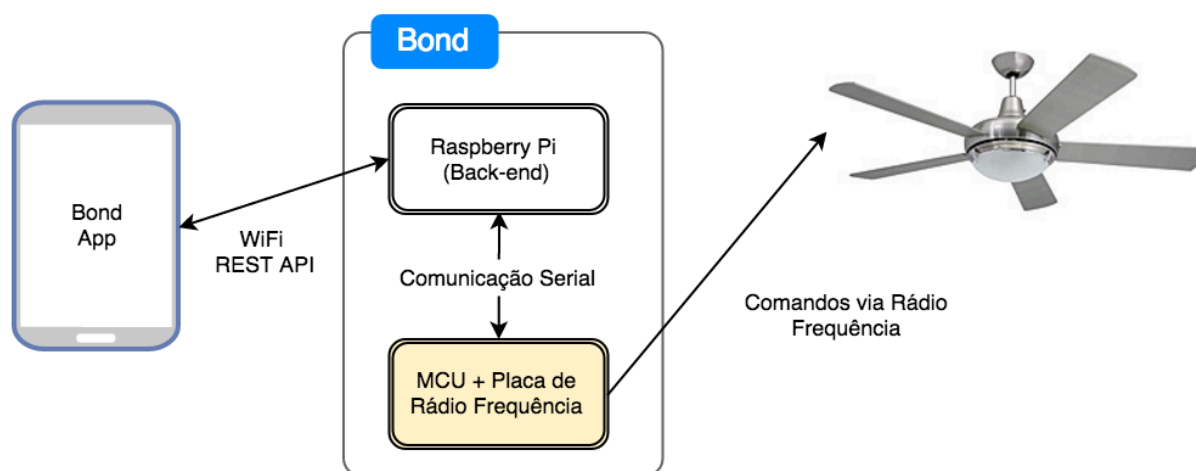 Bond
Raspberry Pi
(Back-end)
Bond
App
WiFi
REST API
Comunicação Serial
Comandos via Rádio
Frequência
MCU + Placa de
Rádio Frequência